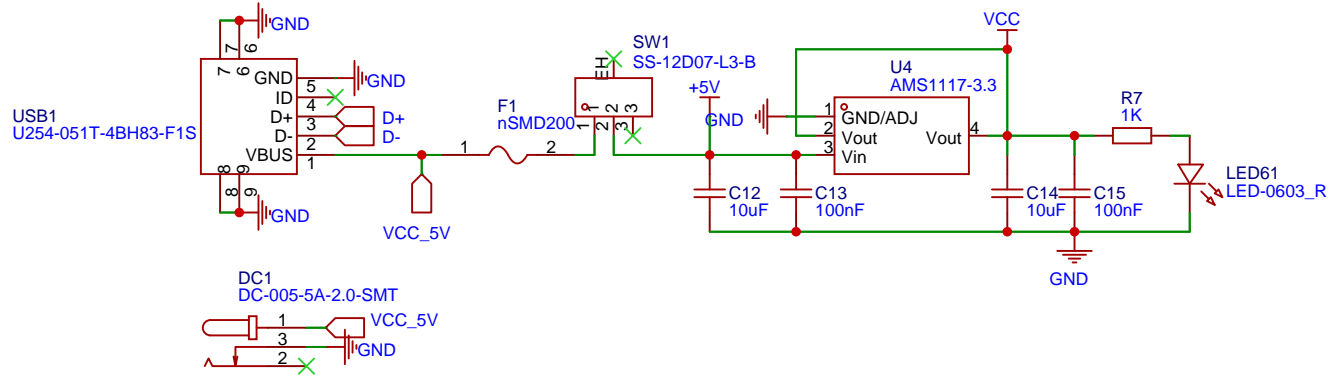 GND
7
6
7
6
USB1
U254-051T-4BH83-F1S
GND
5
GND
ID
4
D+
D+
3
D-
D-
2
VBUS
1
8
9
8
9
GND
VCC_5V
F1
nSMD200
1
2
SW1
SS-12D07-L3-B
EH
1
2
3
1
2
3
+5V
GND
C12
10uF
C13
100nF
U4
AMS1117-3.3
1
GND/ADJ
2
Vout
Vout
4
3
Vin
VCC
R7
1K
C14
10uF
C15
100nF
LED61
LED-0603_R
GND
DC1
DC-005-5A-2.0-SMT
1
VCC_5V
3
GND
2